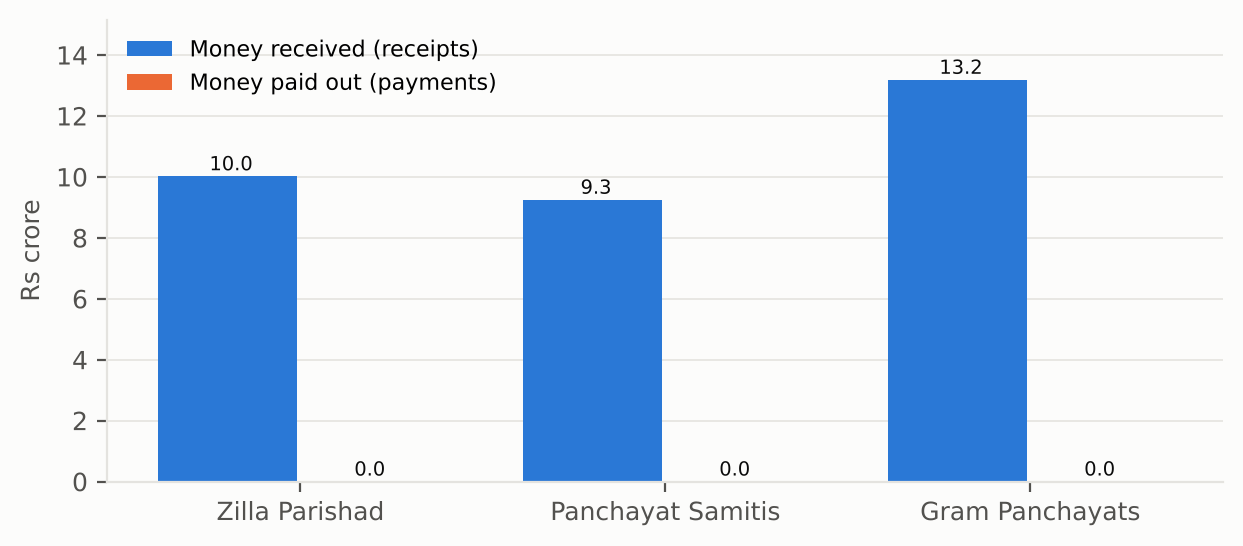 Money received (receipts)
Money paid out (payments)
Rs crore
14
12
10
8
6
4
2
0
10.0
0.0
9.3
0.0
13.2
0.0
Zilla Parishad
Panchayat Samitis
Gram Panchayats